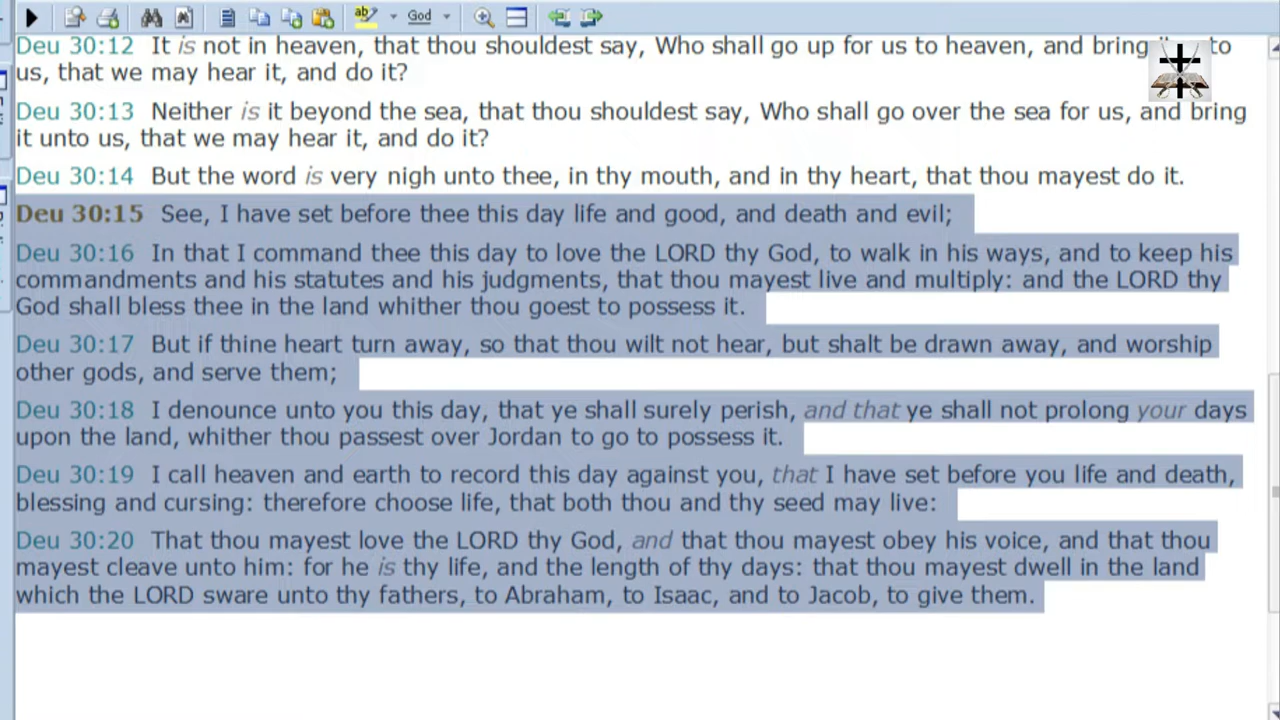 God
Deu 30:12 It is not in heaven, that thou shouldest say, Who shall go up for us to heaven, and bring to
us, that we may hear it, and do it?
Deu 30:13 Neither is it beyond the sea, that thou shouldest say, Who shall go over the sea for us, and bring
it unto us, that we may hear it, and do it?
Deu 30:14 But the word is very nigh unto thee, in thy mouth, and in thy heart, that thou mayest do it.
Deu 30:15 See, I have set before thee this day life and good, and death and evil;
Deu 30:16 In that I command thee this day to love the LORD thy God, to walk in his ways, and to keep his
commandments and his statutes and his judgments, that thou mayest live and multiply: and the LORD thy
God shall bless thee in the land whither thou goest to possess it.
Deu 30:17 But if thine heart turn away, so that thou wilt not hear, but shalt be drawn away, and worship
other gods, and serve them;
Deu 30:18 I denounce unto you this day, that ye shall surely perish, and that ye shall not prolong your days
upon the land, whither thou passest over Jordan to go to possess it.
Deu 30:19 I call heaven and earth to record this day against you, that I have set before you life and death,
blessing and cursing: therefore choose life, that both thou and thy seed may live:
Deu 30:20 That thou mayest love the LORD thy God, and that thou mayest obey his voice, and that thou
mayest cleave unto him: for he is thy life, and the length of thy days: that thou mayest dwell in the land
which the LORD sware unto thy fathers, to Abraham, to Isaac, and to Jacob, to give them.